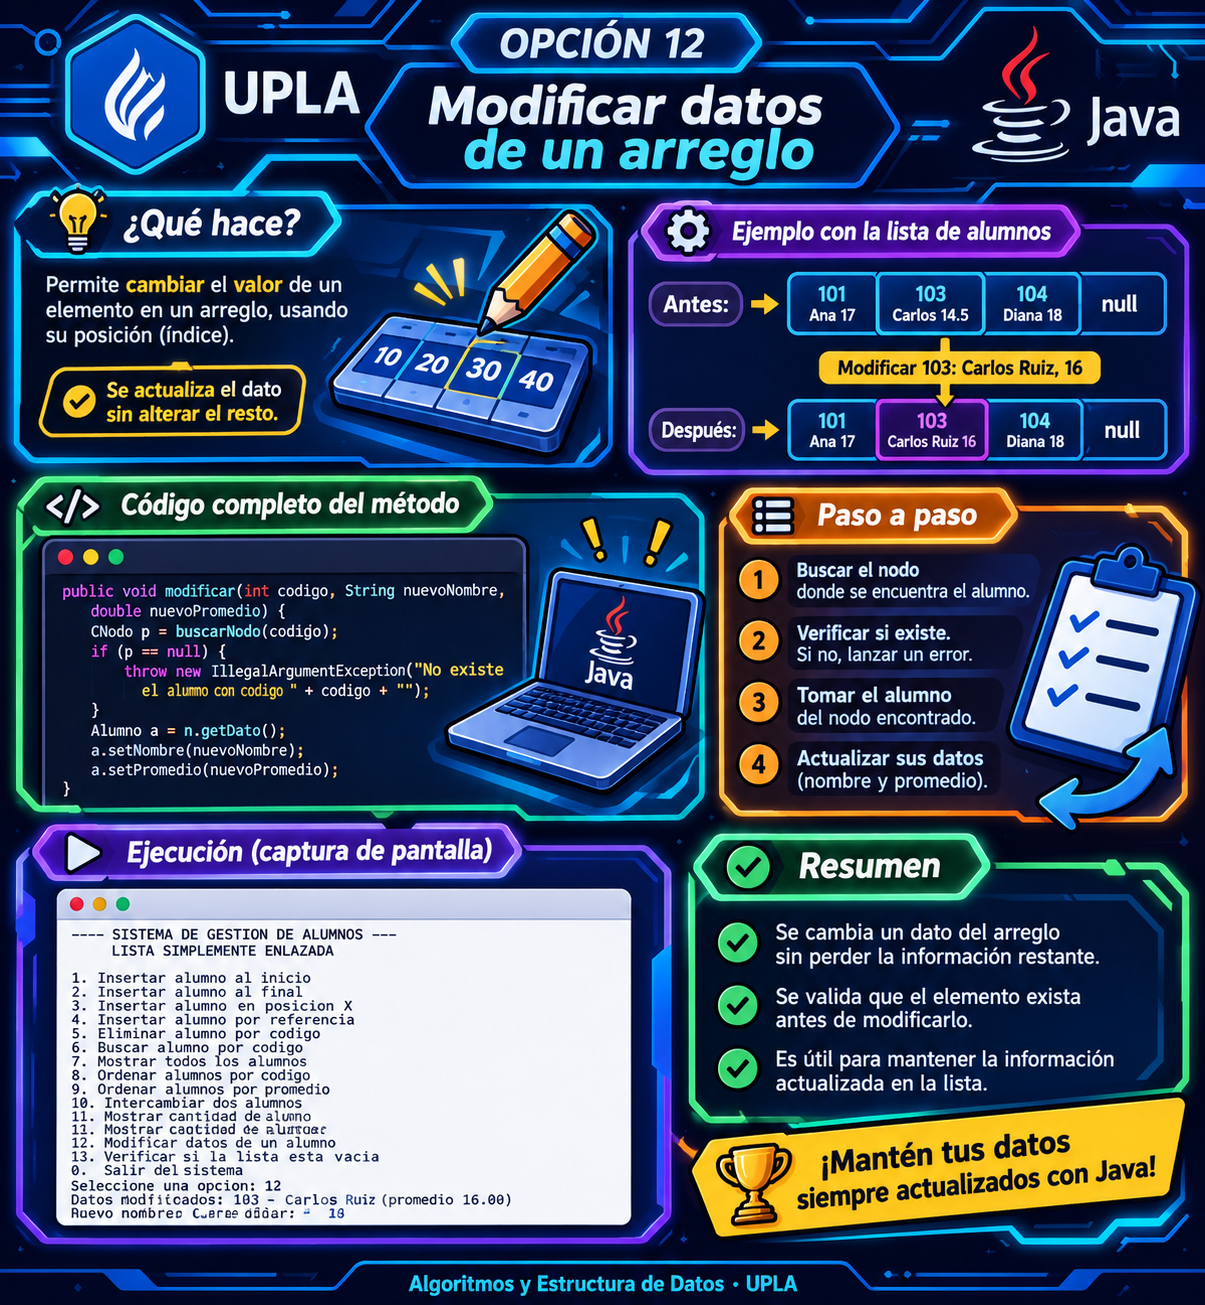 OPCIÓN 12
UPLA
Modificar datos
de un arreglo
Java
¿Qué hace?
Permite cambiar el valor de un
elemento en un arreglo, usando
su posición (índice).
Se actualiza el dato
sin alterar el resto.
10 20 30 40
Ejemplo con la lista de alumnos
Antes:
101
Ana 17
103
Carlos 14.5
104
Diana 18
null
Modificar 103: Carlos Ruiz, 16
Después:
101
Ana 17
103
Carlos Ruiz 16
104
Diana 18
null
</> Código completo del método
public void modificar(int codigo, String nuevoNombre,
double nuevoPromedio) {
CNodo p = buscarNodo(codigo);
if (p == null) {
throw new IllegalArgumentException("No existe
el alumno con codigo " + codigo + "");
}
Alumno a = n.getDato();
a.setNombre(nuevoNombre);
a.setPromedio(nuevoPromedio);
}
Java
Paso a paso
1 Buscar el nodo
donde se encuentra el alumno.
2 Verificar si existe.
Si no, lanzar un error.
3 Tomar el alumno
del nodo encontrado.
4 Actualizar sus datos
(nombre y promedio).
Ejecución (captura de pantalla)
---- SISTEMA DE GESTION DE ALUMNOS ---
LISTA SIMPLEMENTE ENLAZADA
1. Insertar alumno al inicio
2. Insertar alumno al final
3. Insertar alumno en posicion X
4. Insertar alumno por referencia
5. Eliminar alumno por codigo
6. Buscar alumno por codigo
7. Mostrar todos los alumnos
8. Ordenar alumnos por codigo
9. Ordenar alumnos por promedio
10. Intercambiar dos alumnos
11. Mostrar cantidad de alumno
11. Mostrar cantidad de
12. Modificar datos de un alumno
13. Verificar si la lista esta vacia
0. Salir del sistema
Seleccione una opcion: 12
Datos modificados: 103 - Carlos Ruiz (promedio 16.00)
Resumen
Se cambia un dato del arreglo
sin perder la información restante.
Se valida que el elemento exista
antes de modificarlo.
Es útil para mantener la información
actualizada en la lista.
¡Mantén tus datos
siempre actualizados con Java!
Algoritmos y Estructura de Datos • UPLA